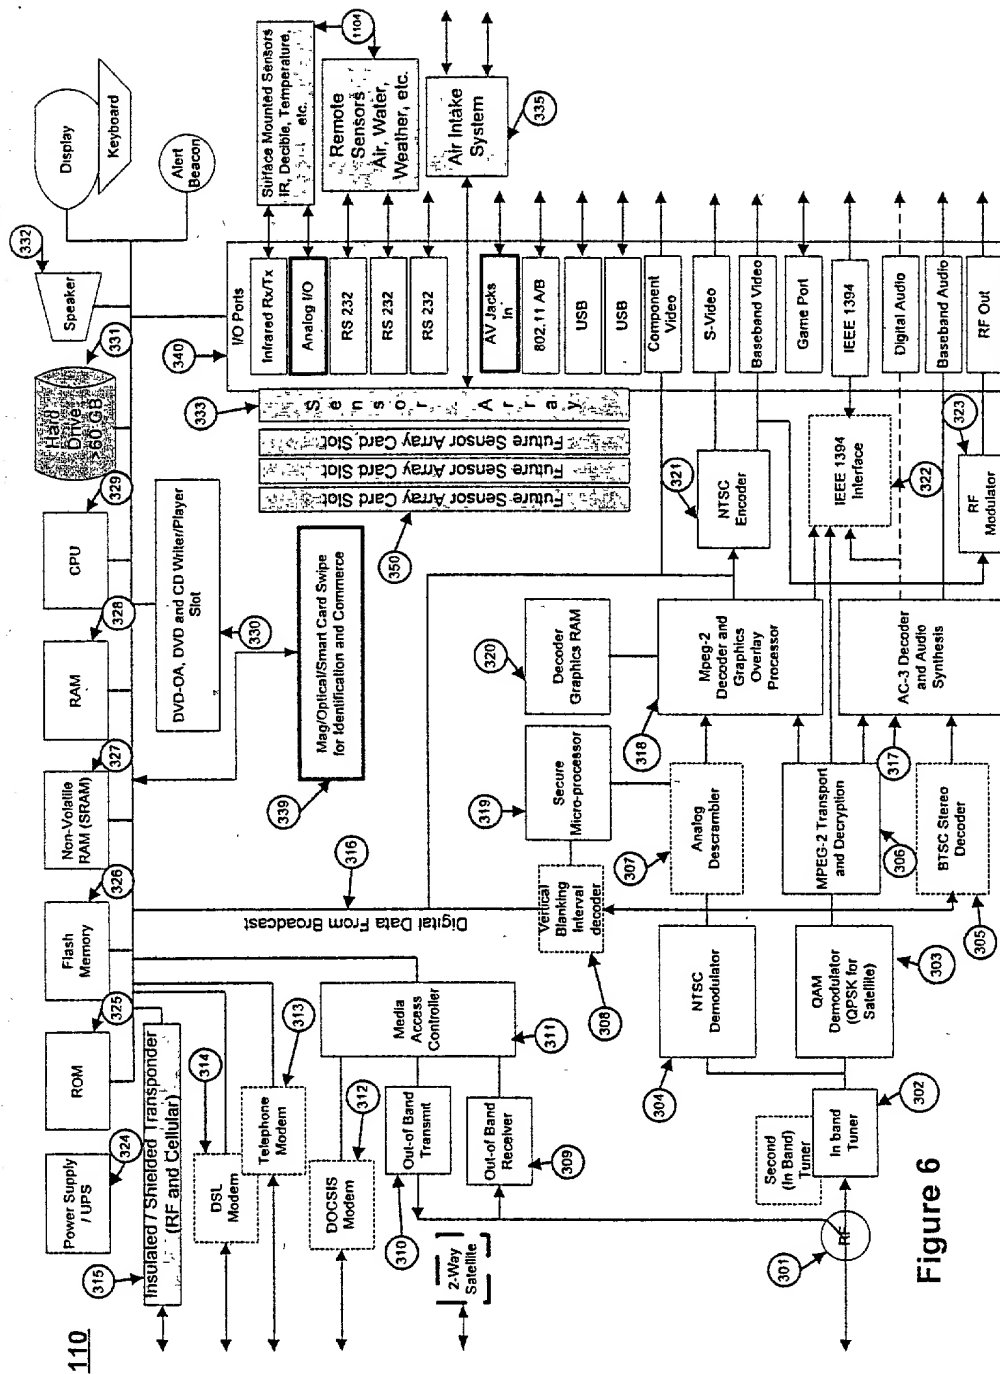 110
Power Supply
/ UPS
324
ROM
325
Flash
Memory
326
Non-Volatile
RAM (SRAM)
327
RAM
328
CPU
329
Hard
Drive
>60 GB
331
Speaker
332
Display
Keyboard
Alert
Beacon
315
Insulated / Shielded Transponder
(RF and Cellular)
DSL
Modem
314
Telephone
Modem
313
DOCSIS
Modem
312
Media
Access
Controller
311
Out-of Band
Transmit
310
Out-of Band
Receiver
309
2-Way
Satellite
DVD-OA, DVD and CD Writer/Player
Slot
330
Mag/Optical/Smart Card Swipe
for Identification and Commerce
339
Digital Data From Broadcast
316
350
Future Sensor Array Card Slot
Future Sensor Array Card Slot
Future Sensor Array Card Slot
333
Sensor Array
340
I/O Ports
Infrared Rx/Tx
Analog I/O
RS 232
RS 232
RS 232
AV Jacks
In
802.11 A/B
USB
USB
Component
Video
S-Video
Baseband Video
Game Port
IEEE 1394
Digital Audio
Baseband Audio
RF Out
Surface Mounted Sensors
IR, Decible, Temperature,
etc.
1104
Remote
Sensors
Air, Water,
Weather, etc.
Air Intake
System
335
Vertical
Blanking
Interval
decoder
308
Secure
Micro-processor
319
Decoder
Graphics RAM
320
NTSC
Demodulator
304
Analog
Descrambler
307
Mpeg-2
Decoder and
Graphics
Overlay
Processor
318
NTSC
Encoder
321
IEEE 1394
Interface
322
RF
Modulator
323
QAM
Demodulator
(QPSK for
Satellite)
303
MPEG-2 Transport
and Decryption
306
AC-3 Decoder
and Audio
Synthesis
317
BTSC Stereo
Decoder
305
Second
(In Band)
Tuner
In band
Tuner
302
RF
301
Figure 6